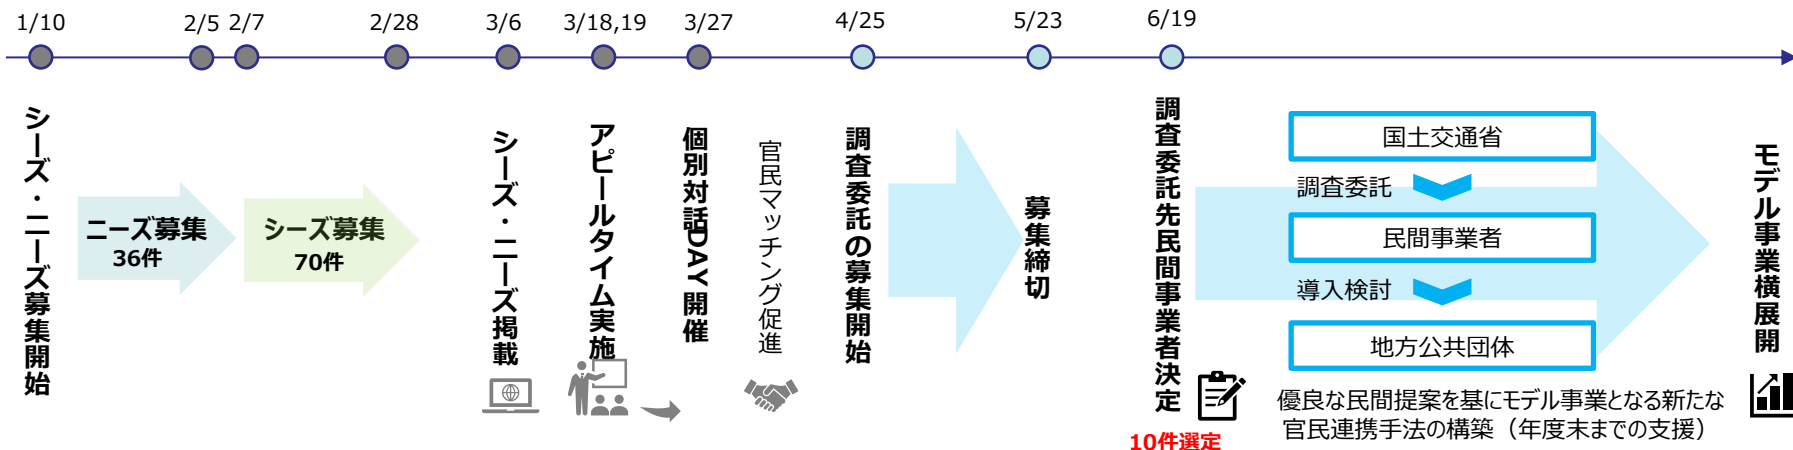 1/10
2/5
2/7
2/28
3/6
3/18,19
3/27
4/25
5/23
6/19
シーズ・ニーズ募集開始
ニーズ募集
36件
シーズ募集
70件
シーズ・ニーズ掲載
アピールタイム実施
個別対話DAY開催
官民マッチング促進
調査委託の募集開始
募集締切
調査委託先民間事業者決定
10件選定
国土交通省
調査委託
民間事業者
導入検討
地方公共団体
優良な民間提案を基にモデル事業となる新たな
官民連携手法の構築（年度末までの支援）
モデル事業横展開